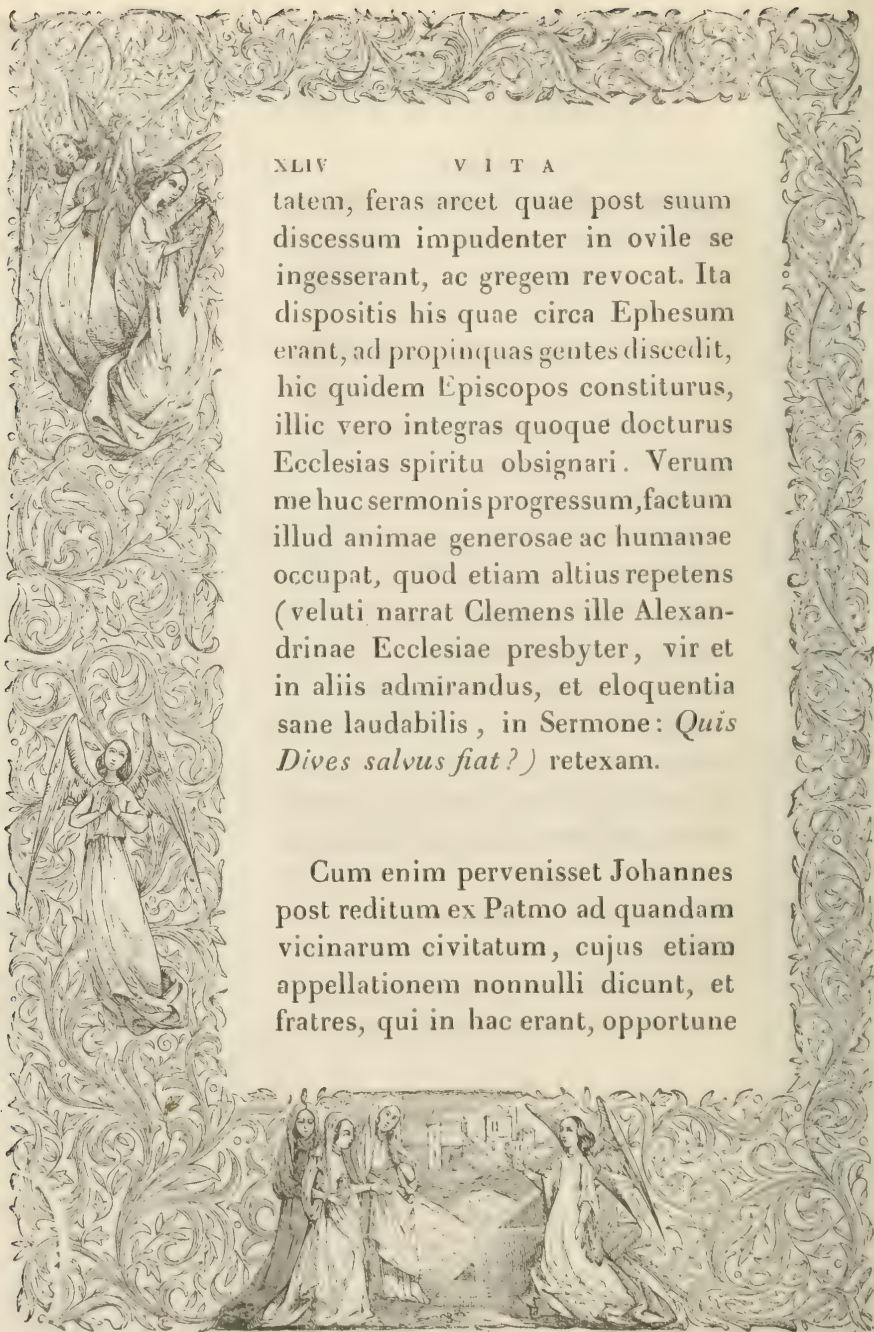 XLIV VITA
tatem, feras arcet quae post suum
discessum impudenter in ovile se
ingesserant, ac gregem revocat. Ita
dispositis his quae circa Ephesum
erant, ad propinquas gentes discedit,
hic quidem Episcopos constiturus,
illic vero integras quoque docturus
Ecclesias spiritu obsignari. Verum
me huc sermonis progressum, factum
illud animae generosae ac humanae
occupat, quod etiam altius repetens
(veluti narrat Clemens ille Alexan-
drinae Ecclesiae presbyter, vir et
in aliis admirandus, et eloquentia
sane laudabilis, in Sermone: Quis
Dives salvus fiat?) retexam.
Cum enim pervenisset Johannes
post reditum ex Patmo ad quandam
vicinarum civitatum, cujus etiam
appellationem nonnulli dicunt, et
fratres, qui in hac erant, opportune